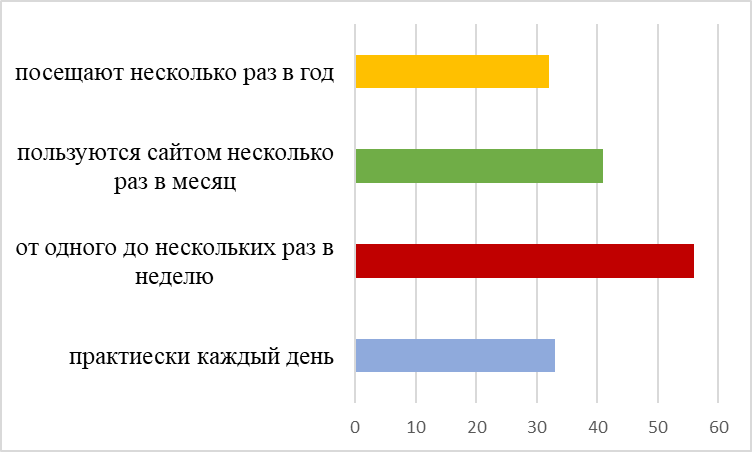 посещают несколько раз в год
пользуются сайтом несколько
раз в месяц
от одного до нескольких раз в
неделю
практиески каждый день
0 10 20 30 40 50 60